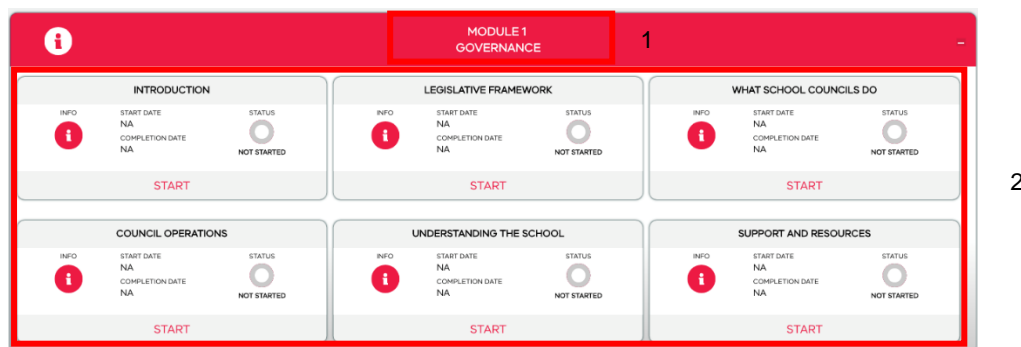 MODULE 1
GOVERNANCE
1
–
INTRODUCTION
INFO
START DATE
NA
COMPLETION DATE
NA
STATUS
NOT STARTED
START
LEGISLATIVE FRAMEWORK
INFO
START DATE
NA
COMPLETION DATE
NA
STATUS
NOT STARTED
START
WHAT SCHOOL COUNCILS DO
INFO
START DATE
NA
COMPLETION DATE
NA
STATUS
NOT STARTED
START
2
COUNCIL OPERATIONS
INFO
START DATE
NA
COMPLETION DATE
NA
STATUS
NOT STARTED
START
UNDERSTANDING THE SCHOOL
INFO
START DATE
NA
COMPLETION DATE
NA
STATUS
NOT STARTED
START
SUPPORT AND RESOURCES
INFO
START DATE
NA
COMPLETION DATE
NA
STATUS
NOT STARTED
START